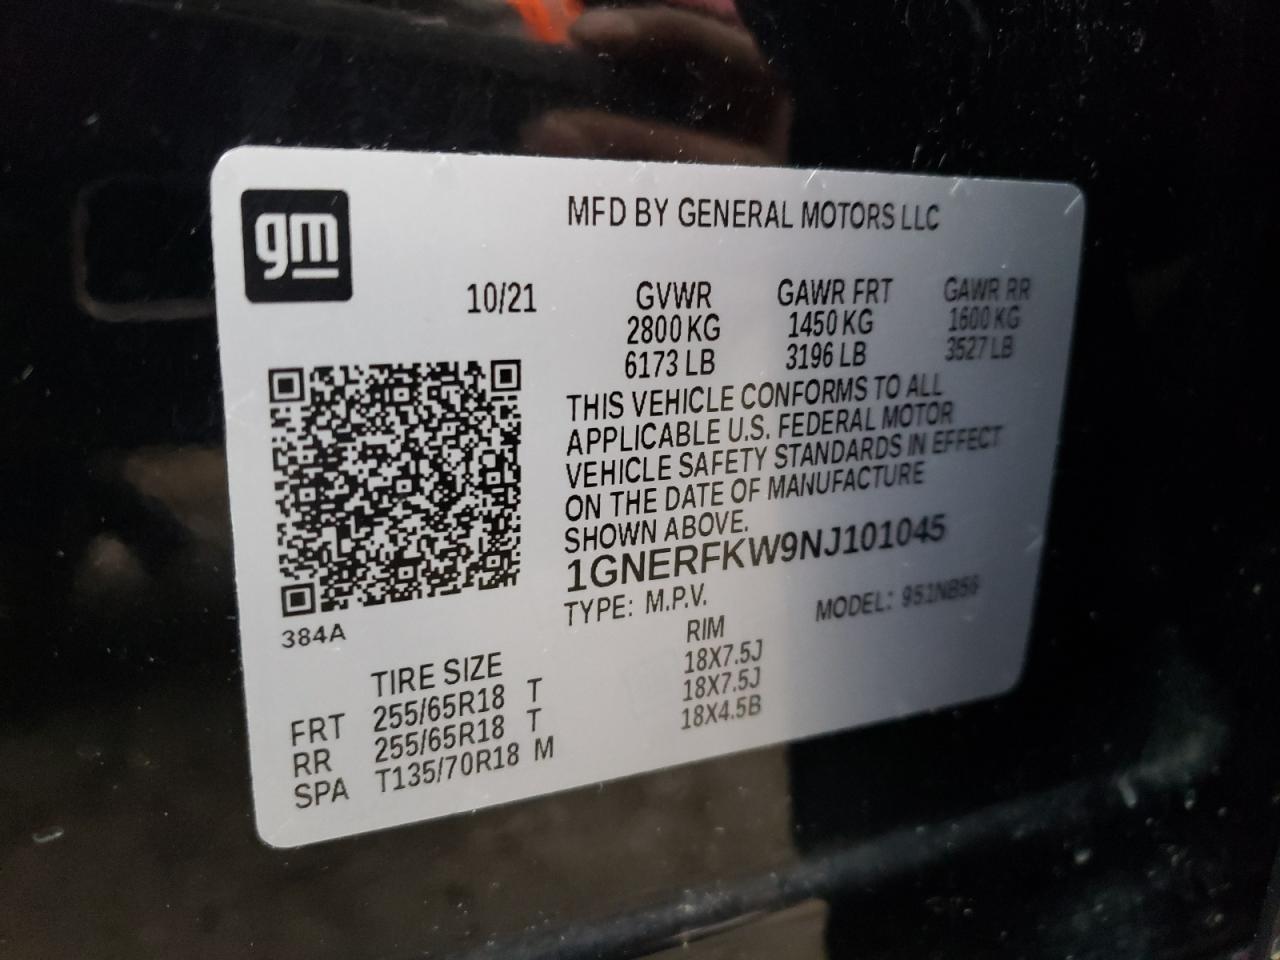 gm
MFD BY GENERAL MOTORS LLC
10/21 GVWR GAWR FRT GAWR RR
2800 KG 1450 KG 1600 KG
6173 LB 3196 LB 3527 LB
THIS VEHICLE CONFORMS TO ALL
APPLICABLE U.S. FEDERAL MOTOR
VEHICLE SAFETY STANDARDS IN EFFECT
ON THE DATE OF MANUFACTURE
SHOWN ABOVE.
1GNERFKW9NJ101045
TYPE: M.P.V. MODEL: 951NB56
384A
TIRE SIZE RIM
FRT 255/65R18 T 18X7.5J
RR 255/65R18 T 18X7.5J
SPA T135/70R18 M 18X4.5B